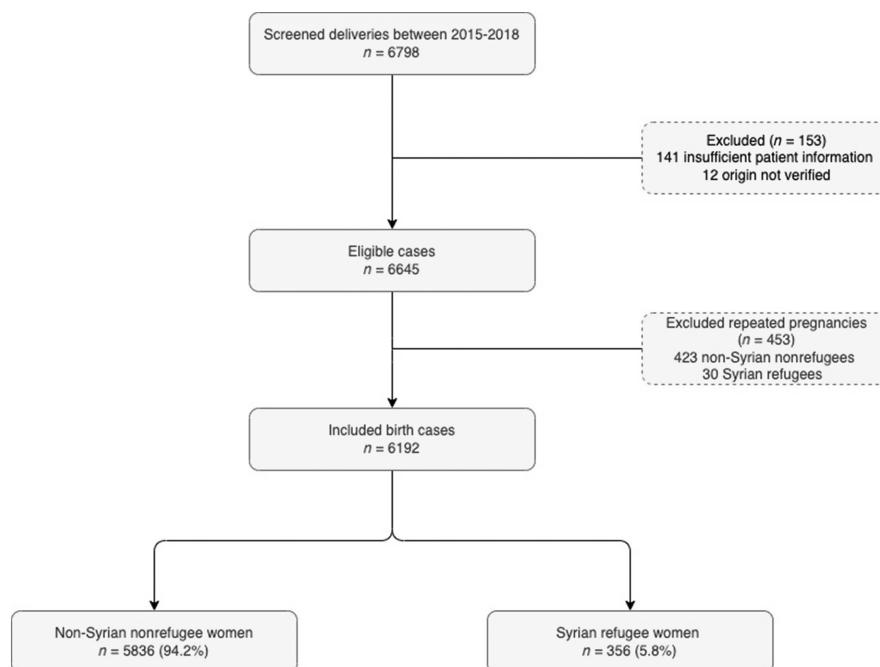 Screened deliveries between 2015-2018
n = 6798
Excluded (n = 153)
141 insufficient patient information
12 origin not verified
Eligible cases
n = 6645
Excluded repeated pregnancies
(n = 453)
423 non-Syrian nonrefugees
30 Syrian refugees
Included birth cases
n = 6192
Non-Syrian nonrefugee women
n = 5836 (94.2%)
Syrian refugee women
n = 356 (5.8%)